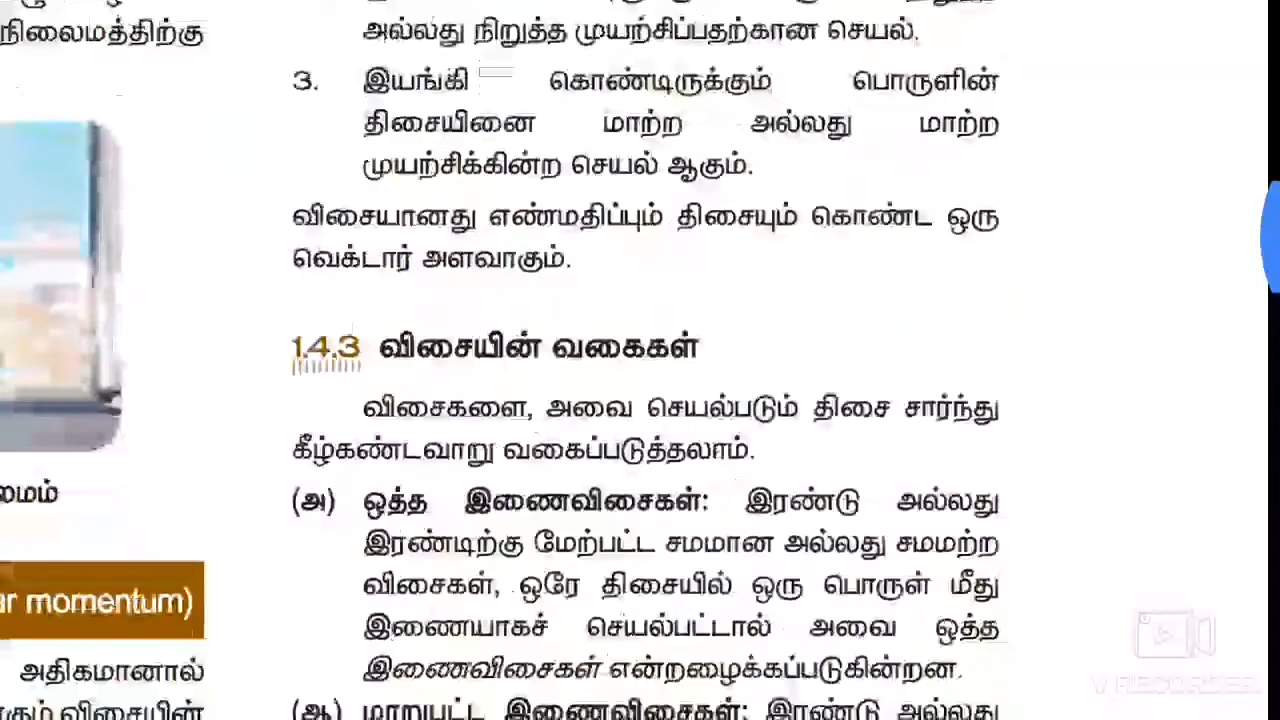 நிலைமத்திற்கு
லமம்
ar momentum)
அதிகமானால்
கும் விசையின்
அல்லது நிறுத்த முயற்சிப்பதற்கான செயல்.
3. இயங்கி கொண்டிருக்கும் பொருளின்
திசையினை மாற்ற அல்லது மாற்ற
முயற்சிக்கின்ற செயல் ஆகும்.
விசையானது எண்மதிப்பும் திசையும் கொண்ட ஒரு
வெக்டார் அளவாகும்.
1.4.3 விசையின் வகைகள்
விசைகளை, அவை செயல்படும் திசை சார்ந்து
கீழ்கண்டவாறு வகைப்படுத்தலாம்.
(அ) ஒத்த இணைவிசைகள்: இரண்டு அல்லது
இரண்டிற்கு மேற்பட்ட சமமான அல்லது சமமற்ற
விசைகள், ஒரே திசையில் ஒரு பொருள் மீது
இணையாகச் செயல்பட்டால் அவை ஒத்த
இணைவிசைகள் என்றழைக்கப்படுகின்றன.
(ஆ) மாறுபட்ட இணைவிசைகள்: இரண்டு அல்லது
V RECORDER